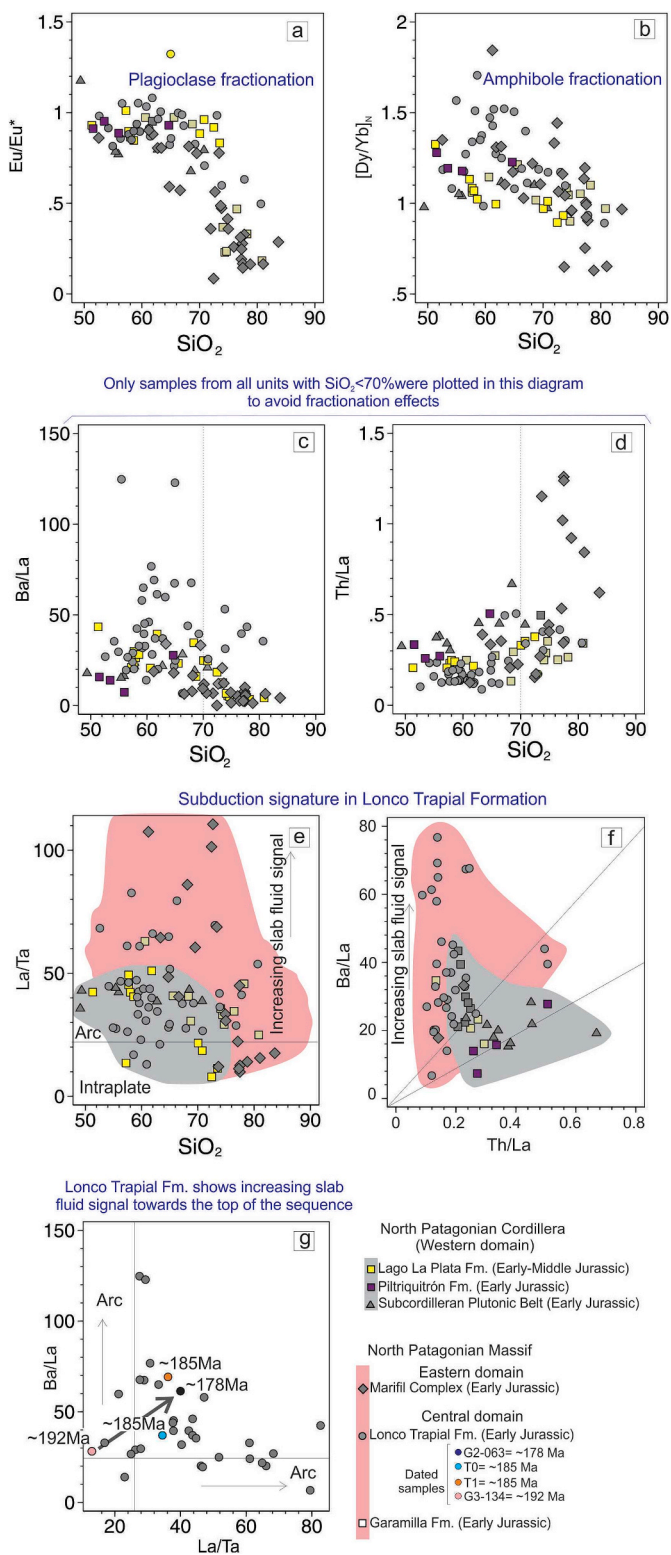 a
Plagioclase fractionation
Eu/Eu*
1.5
1
.5
0
50 60 70 80 90
SiO2
b
Amphibole fractionation
[Dy/Yb]N
2
1.5
1
.5
50 60 70 80 90
SiO2
Only samples from all units with SiO2<70%were plotted in this diagram
to avoid fractionation effects
c
Ba/La
150
100
50
0
50 60 70 80 90
SiO2
d
Th/La
1.5
1
.5
0
50 60 70 80 90
SiO2
Subduction signature in Lonco Trapial Formation
e
La/Ta
100
50
0
Arc
Intraplate
Increasing slab fluid signal
50 60 70 80 90
SiO2
f
Ba/La
80
60
40
20
0
Increasing slab fluid signal
0 0.2 0.4 0.6 0.8
Th/La
Lonco Trapial Fm. shows increasing slab
fluid signal towards the top of the sequence
g
Ba/La
150
100
50
0
Arc
~185Ma
~178Ma
~185Ma
~192Ma
Arc
20 40 60 80
La/Ta
North Patagonian Cordillera
(Western domain)
Lago La Plata Fm. (Early-Middle Jurassic)
Piltriquitrón Fm. (Early Jurassic)
Subcordilleran Plutonic Belt (Early Jurassic)
North Patagonian Massif
Eastern domain
Marifil Complex (Early Jurassic)
Central domain
Lonco Trapial Fm. (Early Jurassic)
Dated
samples
G2-063= ~178 Ma
T0= ~185 Ma
T1= ~185 Ma
G3-134= ~192 Ma
Garamilla Fm. (Early Jurassic)